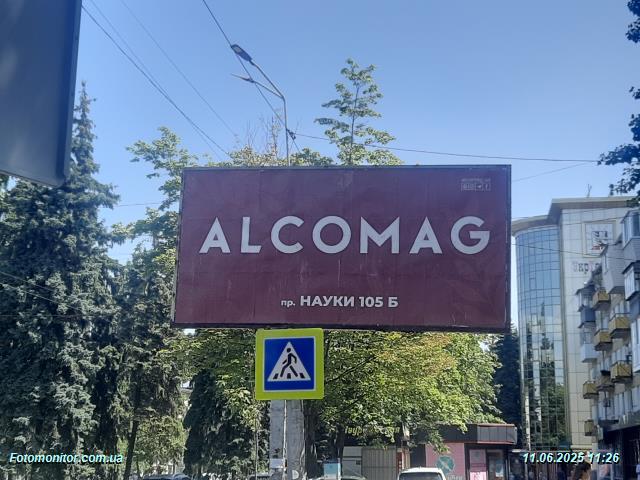 ALCOMAG
пр. НАУКИ 105 Б
Fotomonitor.com.ua
11.06.2025 11:26